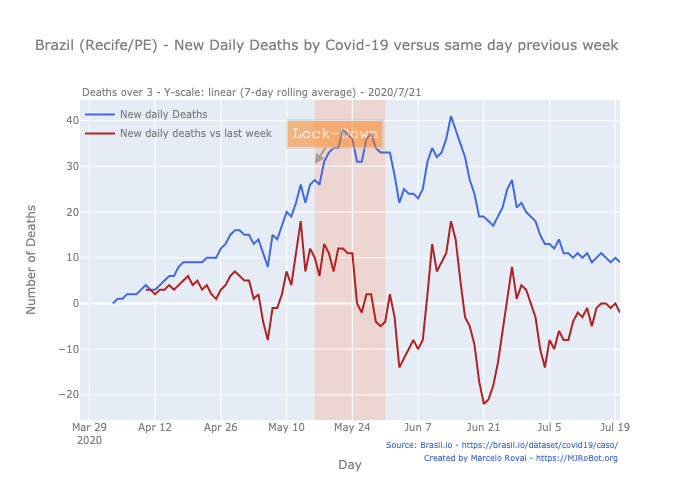 Brazil (Recife/PE) - New Daily Deaths by Covid-19 versus same day previous week
Deaths over 3 - Y-scale: linear (7-day rolling average) - 2020/7/21
New daily Deaths
New daily deaths vs last week
Lock-Down
Number of Deaths
40
30
20
10
0
−10
−20
Mar 29 Apr 12 Apr 26 May 10 May 24 Jun 7 Jun 21 Jul 5 Jul 19
2020
Day
Source: Brasil.io - https://brasil.io/dataset/covid19/caso/
Created by Marcelo Rovai - https://MJRoBot.org